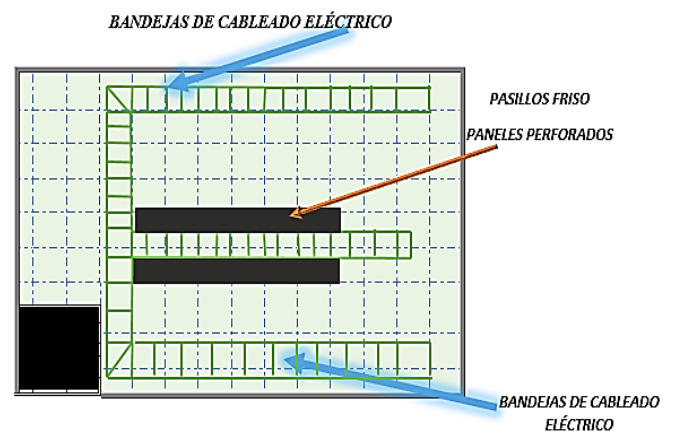 BANDEJAS DE CABLEADO ELÉCTRICO
PASILLOS FRISO
PANELES PERFORADOS
BANDEJAS DE CABLEADO
ELÉCTRICO